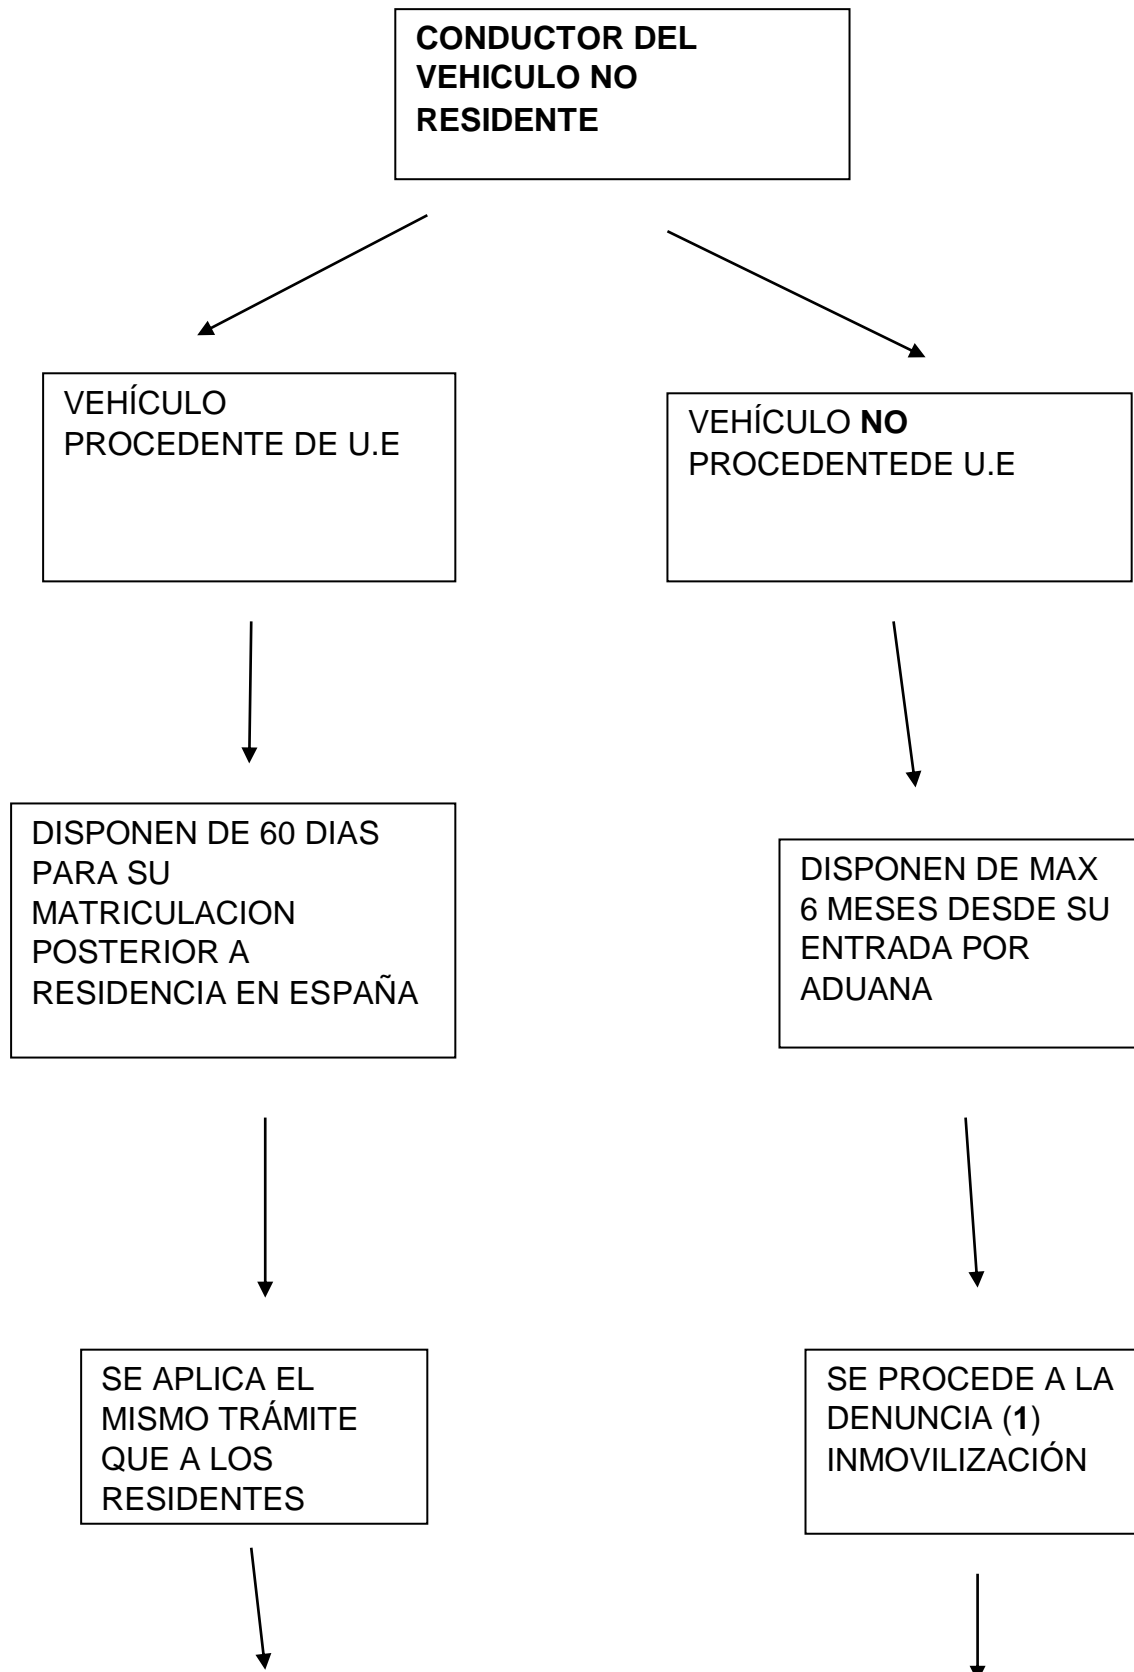 CONDUCTOR DEL
VEHICULO NO
RESIDENTE
VEHÍCULO
PROCEDENTE DE U.E
VEHÍCULO NO
PROCEDENTEDE U.E
DISPONEN DE 60 DIAS
PARA SU
MATRICULACION
POSTERIOR A
RESIDENCIA EN ESPAÑA
DISPONEN DE MAX
6 MESES DESDE SU
ENTRADA POR
ADUANA
SE APLICA EL
MISMO TRÁMITE
QUE A LOS
RESIDENTES
SE PROCEDE A LA
DENUNCIA (1)
INMOVILIZACIÓN